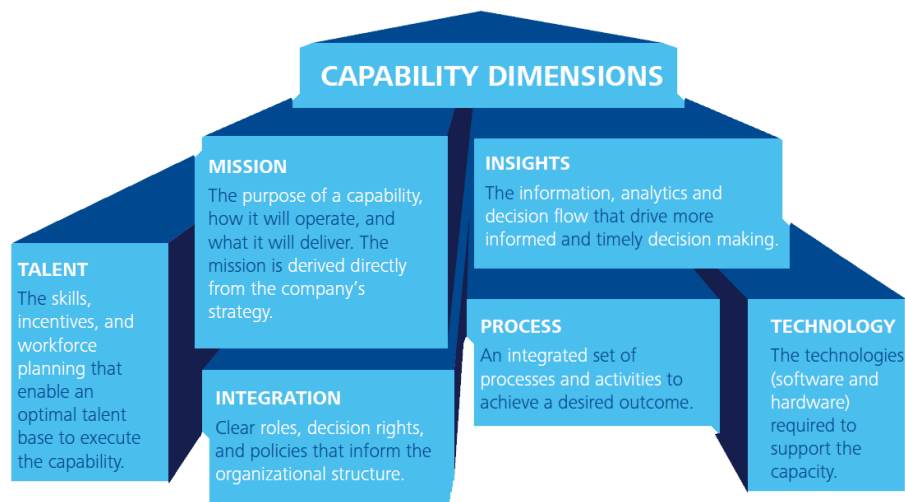 CAPABILITY DIMENSIONS
MISSION
The purpose of a capability,
how it will operate, and
what it will deliver. The
mission is derived directly
from the company’s
strategy.
INSIGHTS
The information, analytics and
decision flow that drive more
informed and timely decision making.
TALENT
The skills,
incentives, and
workforce
planning that
enable an
optimal talent
base to execute
the capability.
INTEGRATION
Clear roles, decision rights,
and policies that inform the
organizational structure.
PROCESS
An integrated set of
processes and activities to
achieve a desired outcome.
TECHNOLOGY
The technologies
(software and
hardware)
required to
support the
capacity.